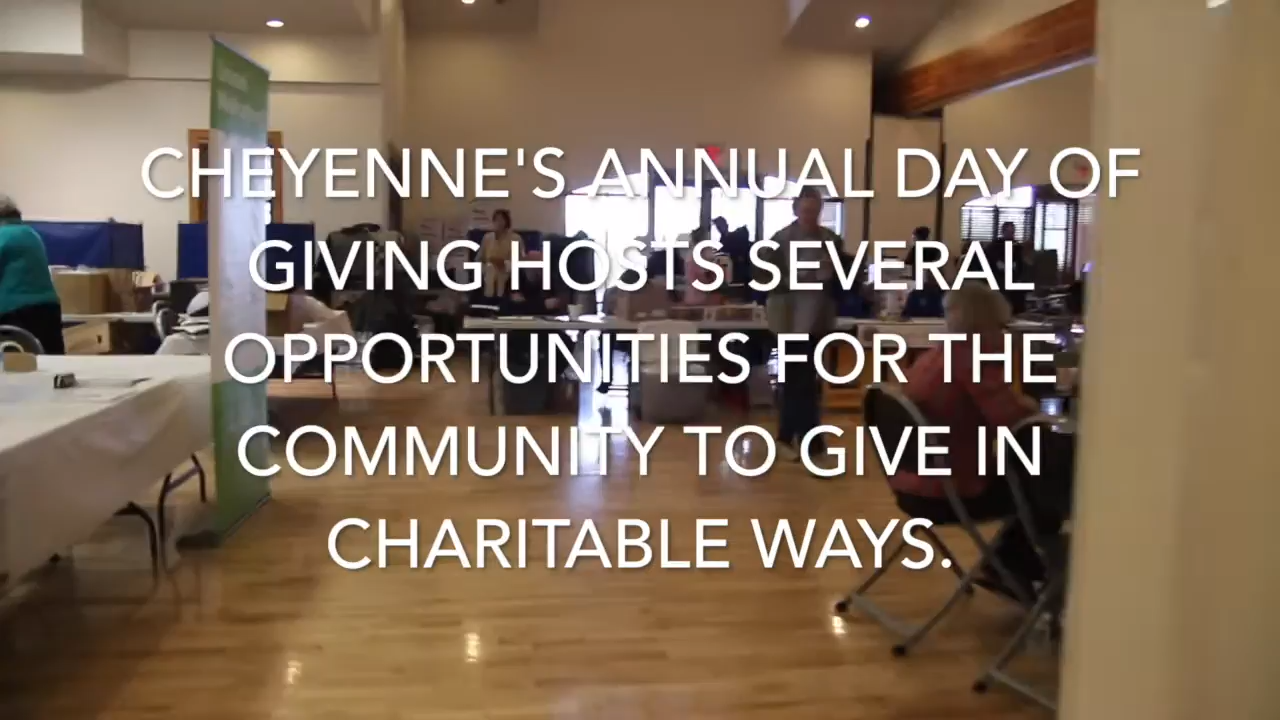 CHEYENNE'S ANNUAL DAY OF
GIVING HOSTS SEVERAL
OPPORTUNITIES FOR THE
COMMUNITY TO GIVE IN
CHARITABLE WAYS.